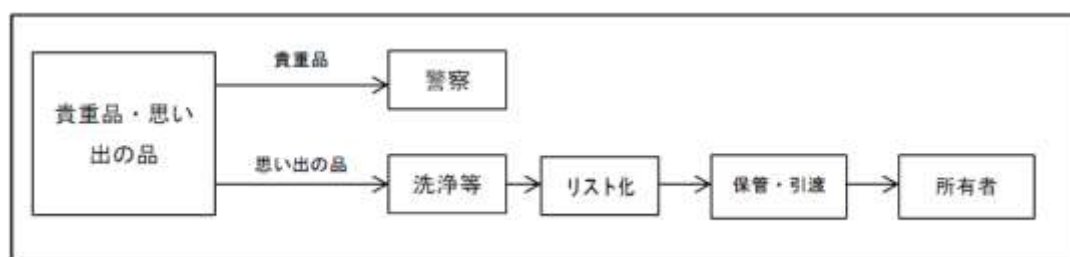 貴重品・思い
出の品
貴重品
警察
思い出の品
洗浄等
リスト化
保管・引渡
所有者